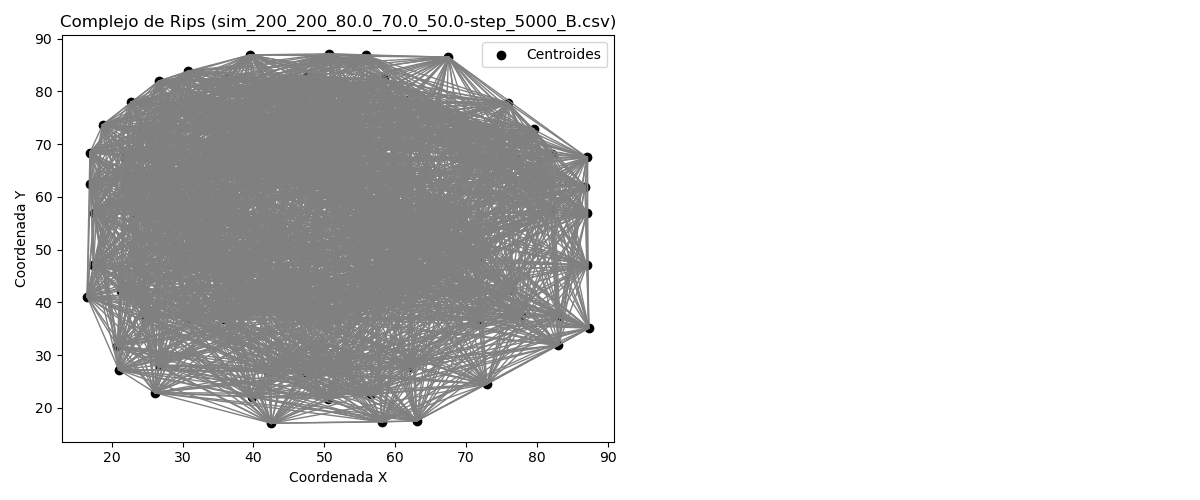 Complejo de Rips (sim_200_200_80.0_70.0_50.0-step_5000_B.csv)
Centroides
90
80
70
60
50
40
30
20
Coordenada Y
20 30 40 50 60 70 80 90
Coordenada X